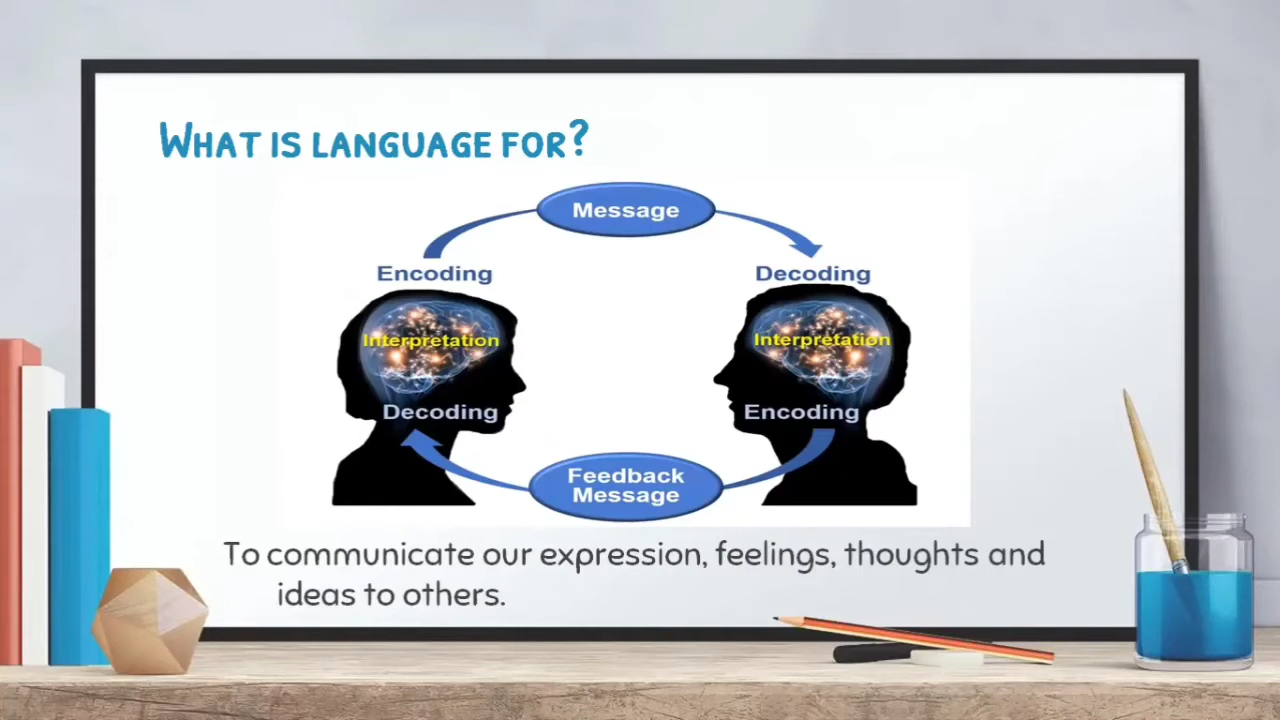 WHAT IS LANGUAGE FOR?
Message
Encoding
Decoding
Interpretation
Interpretation
Decoding
Encoding
Feedback
Message
To communicate our expression, feelings, thoughts and
ideas to others.